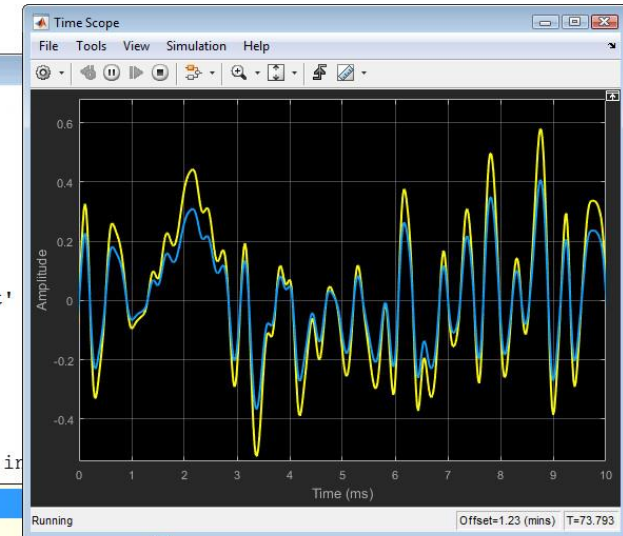 Time Scope
File Tools View Simulation Help
0.6
0.4
0.2
0
-0.2
-0.4
Amplitude
0 1 2 3 4 5 6 7 8 9 10
Time (ms)
'
in
Running Offset=1.23 (mins) T=73.793